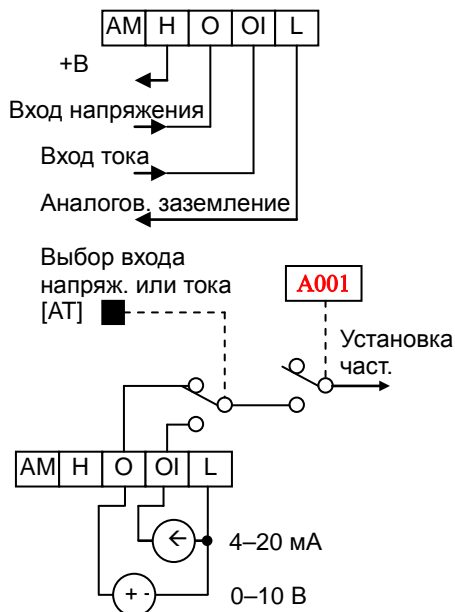 AM H O OI L
+В
Вход напряжения
Вход тока
Аналогов. заземление
Выбор входа
напряж. или тока
[AT]
A001
Установка
част.
AM H O OI L
4–20 мА
+ -
0–10 В